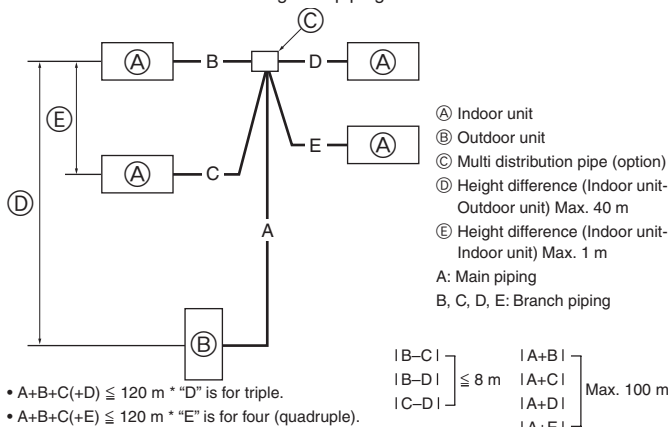 Ⓒ
Ⓐ B D Ⓐ
Ⓔ
Ⓐ C E Ⓐ
Ⓓ
A
Ⓑ
Ⓐ Indoor unit
Ⓑ Outdoor unit
Ⓒ Multi distribution pipe (option)
Ⓓ Height difference (Indoor unit-
Outdoor unit) Max. 40 m
Ⓔ Height difference (Indoor unit-
Indoor unit) Max. 1 m
A: Main piping
B, C, D, E: Branch piping
• A+B+C(+D) ≦ 120 m * “D” is for triple.
• A+B+C(+E) ≦ 120 m * “E” is for four (quadruple).
|B–C|
|B–D| ≦ 8 m
|C–D|
|A+B|
|A+C|
|A+D| Max. 100 m
|A+E|